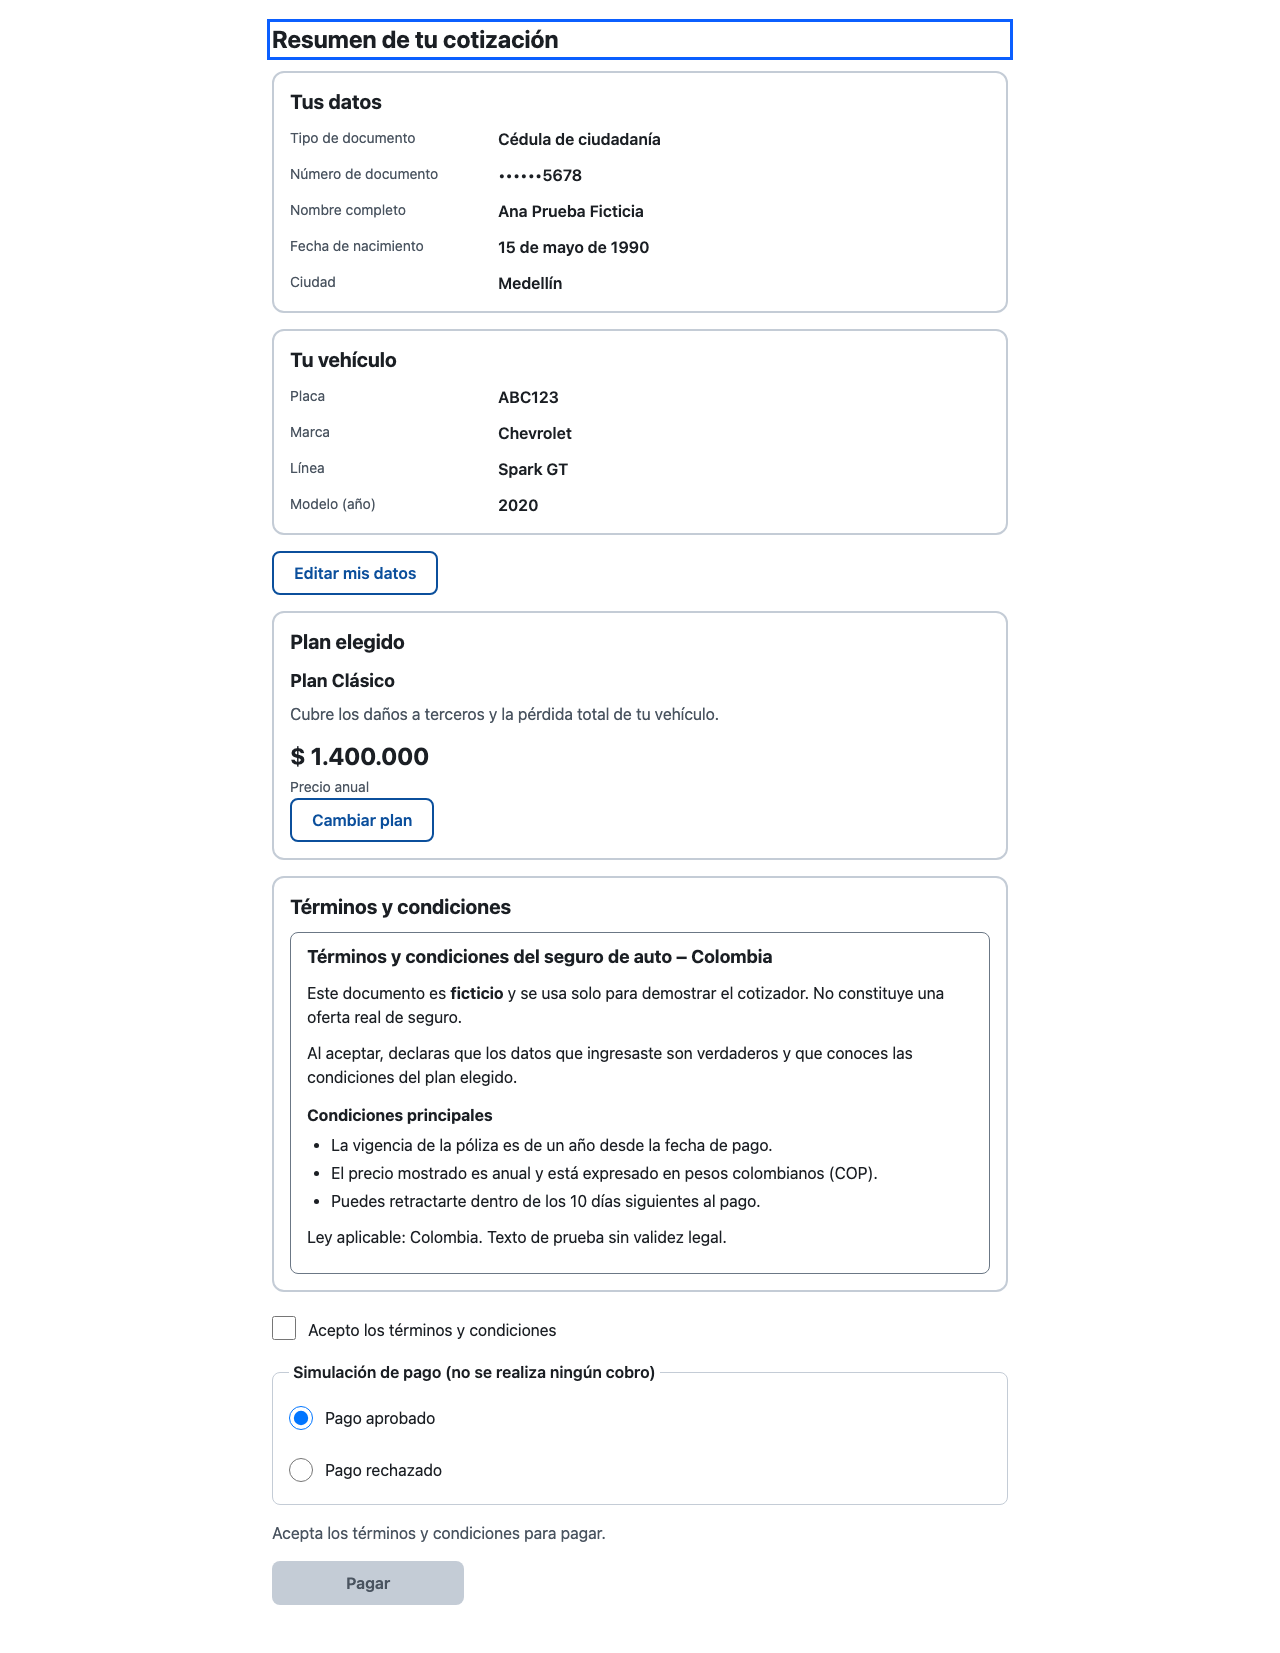 Resumen de tu cotización
Tus datos
Tipo de documento
Cédula de ciudadanía
Número de documento
••••••5678
Nombre completo
Ana Prueba Ficticia
Fecha de nacimiento
15 de mayo de 1990
Ciudad
Medellín
Tu vehículo
Placa
ABC123
Marca
Chevrolet
Línea
Spark GT
Modelo (año)
2020
Editar mis datos
Plan elegido
Plan Clásico
Cubre los daños a terceros y la pérdida total de tu vehículo.
$ 1.400.000
Precio anual
Cambiar plan
Términos y condiciones
Términos y condiciones del seguro de auto – Colombia
Este documento es ficticio y se usa solo para demostrar el cotizador. No constituye una
oferta real de seguro.
Al aceptar, declaras que los datos que ingresaste son verdaderos y que conoces las
condiciones del plan elegido.
Condiciones principales
• La vigencia de la póliza es de un año desde la fecha de pago.
• El precio mostrado es anual y está expresado en pesos colombianos (COP).
• Puedes retractarte dentro de los 10 días siguientes al pago.
Ley aplicable: Colombia. Texto de prueba sin validez legal.
Acepto los términos y condiciones
Simulación de pago (no se realiza ningún cobro)
Pago aprobado
Pago rechazado
Acepta los términos y condiciones para pagar.
Pagar